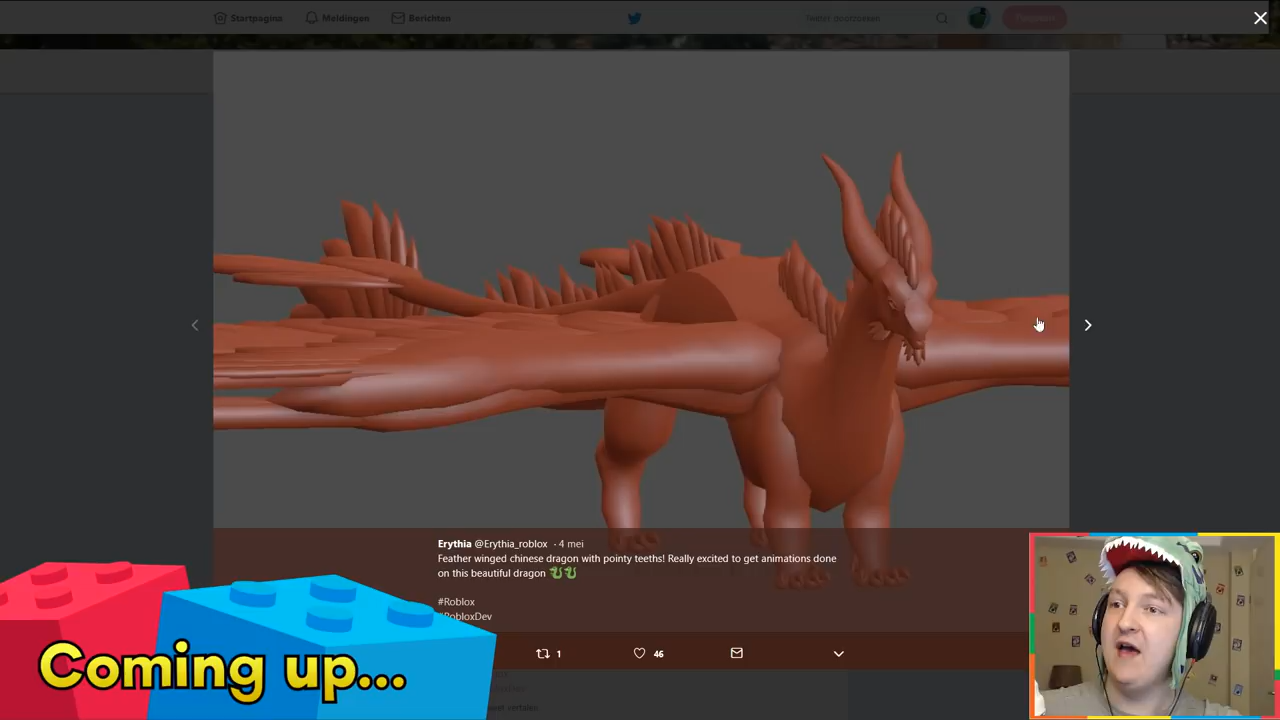 Startpagina Meldingen Berichten
Erythia @Erythia_roblox · 4 mei
Feather winged chinese dragon with pointy teeths! Really excited to get animations done
on this beautiful dragon
#Roblox
#RobloxDev
1 46
Coming up...